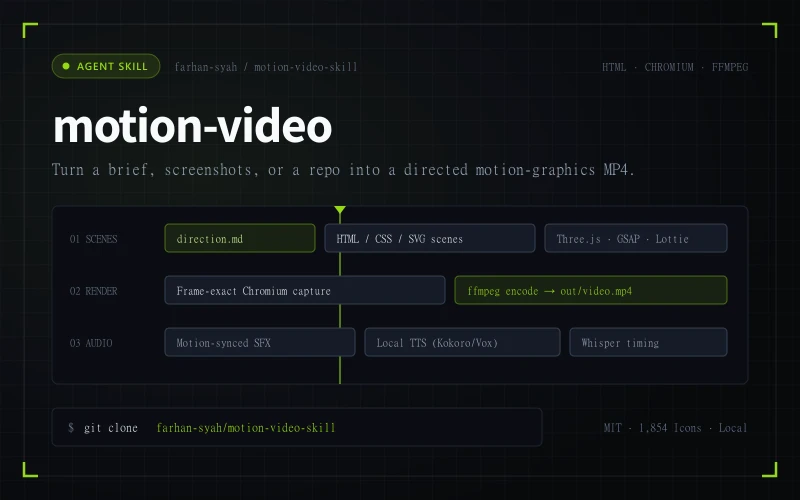 AGENT SKILL farhan-syah / motion-video-skill HTML · CHROMIUM · FFMPEG
motion-video
Turn a brief, screenshots, or a repo into a directed motion-graphics MP4.
01 SCENES direction.md HTML / CSS / SVG scenes Three.js · GSAP · Lottie
02 RENDER Frame-exact Chromium capture ffmpeg encode → out/video.mp4
03 AUDIO Motion-synced SFX Local TTS (Kokoro/Vox) Whisper timing
$ git clone farhan-syah/motion-video-skill MIT · 1,854 Icons · Local